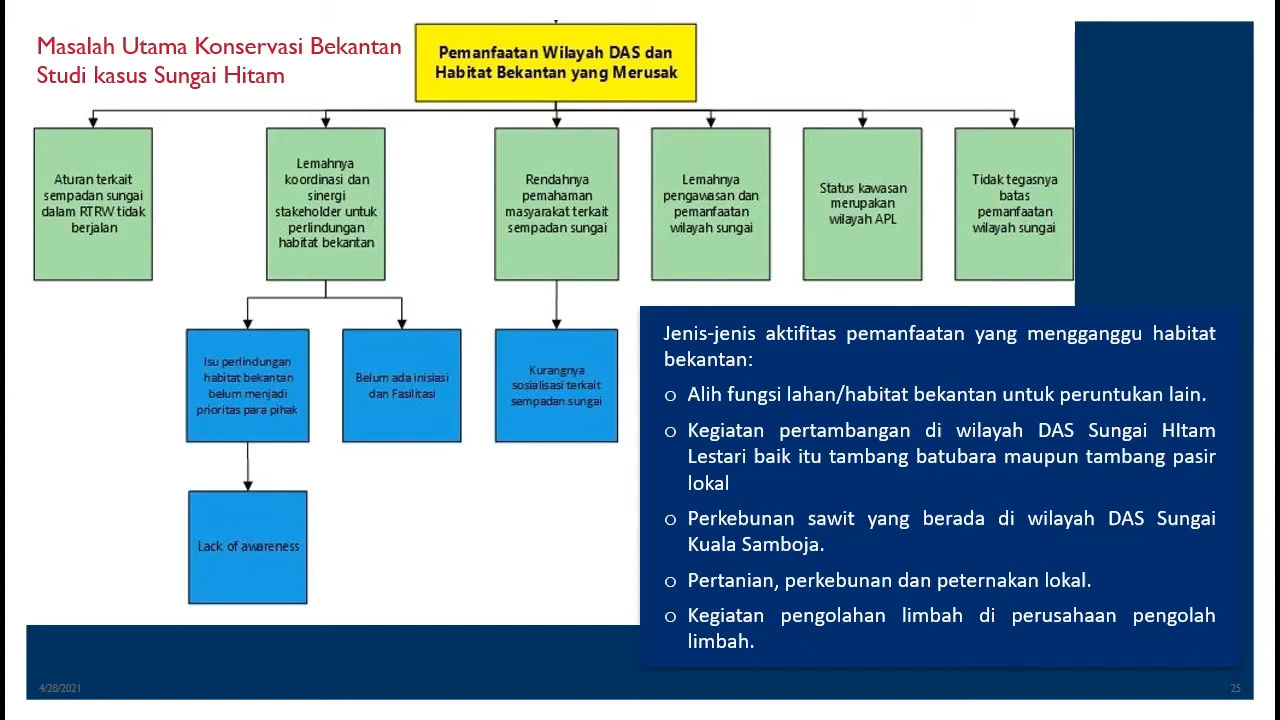 Masalah Utama Konservasi Bekantan
Studi kasus Sungai Hitam
Pemanfaatan Wilayah DAS dan
Habitat Bekantan yang Merusak
Aturan terkait
sempadan sungai
dalam RTRW tidak
berjalan
Lemahnya
koordinasi dan
sinergi
stakeholder untuk
perlindungan
habitat bekantan
Rendahnya
pemahaman
masyarakat terkait
sempadan sungai
Lemahnya
pengawasan dan
pemanfaatan
wilayah sungai
Status kawasan
merupakan
wilayah APL
Tidak tegasnya
batas
pemanfaatan
wilayah sungai
Isu perlindungan
habitat bekantan
belum menjadi
prioritas para pihak
Belum ada inisiasi
dan Fasilitasi
Kurangnya
sosialisasi terkait
sempadan sungai
Lack of awareness
Jenis-jenis aktifitas pemanfaatan yang mengganggu habitat
bekantan:
o Alih fungsi lahan/habitat bekantan untuk peruntukan lain.
o Kegiatan pertambangan di wilayah DAS Sungai HItam
Lestari baik itu tambang batubara maupun tambang pasir
lokal
o Perkebunan sawit yang berada di wilayah DAS Sungai
Kuala Samboja.
o Pertanian, perkebunan dan peternakan lokal.
o Kegiatan pengolahan limbah di perusahaan pengolah
limbah.
4/28/2021
25